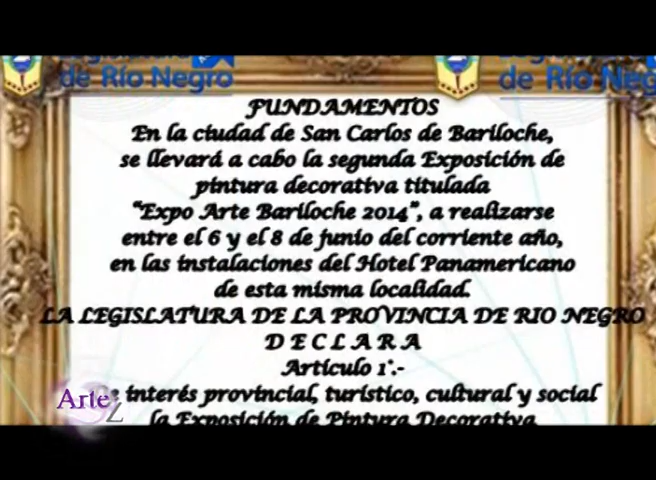 de Río Negro
de Río Neg
FUNDAMENTOS
En la ciudad de San Carlos de Bariloche,
se llevará a cabo la segunda Exposición de
pintura decorativa titulada
"Expo Arte Bariloche 2014", a realizarse
entre el 6 y el 8 de junio del corriente año,
en las instalaciones del Hotel Panamericano
de esta misma localidad.
LA LEGISLATURA DE LA PROVINCIA DE RIO NEGRO
D E C L A R A
Artículo 1°.-
interés provincial, turístico, cultural y social
la Exposición de Pintura Decorativa
Arte